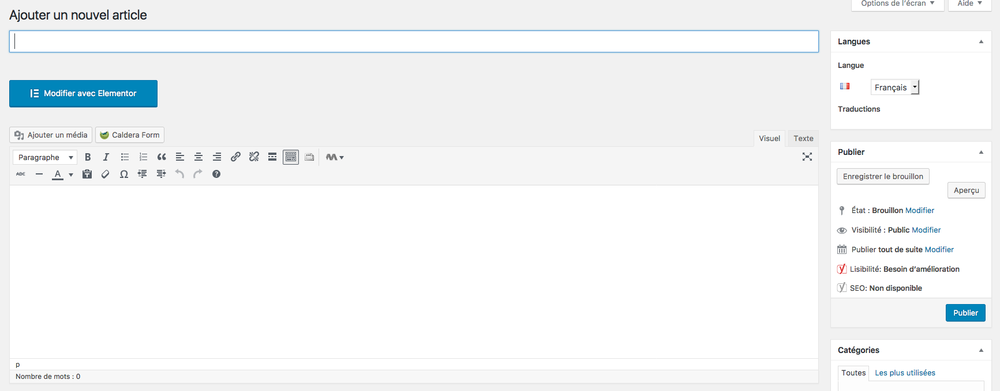 Options de l'écran
Aide
Ajouter un nouvel article
Modifier avec Elementor
Ajouter un média
Caldera Form
Visuel
Texte
Paragraphe
B
I
ABC
A
Ω
p
Nombre de mots : 0
Langues
Langue
Français
Traductions
Publier
Enregistrer le brouillon
Aperçu
État : Brouillon Modifier
Visibilité : Public Modifier
Publier tout de suite Modifier
Lisibilité: Besoin d'amélioration
SEO: Non disponible
Publier
Catégories
Toutes
Les plus utilisées